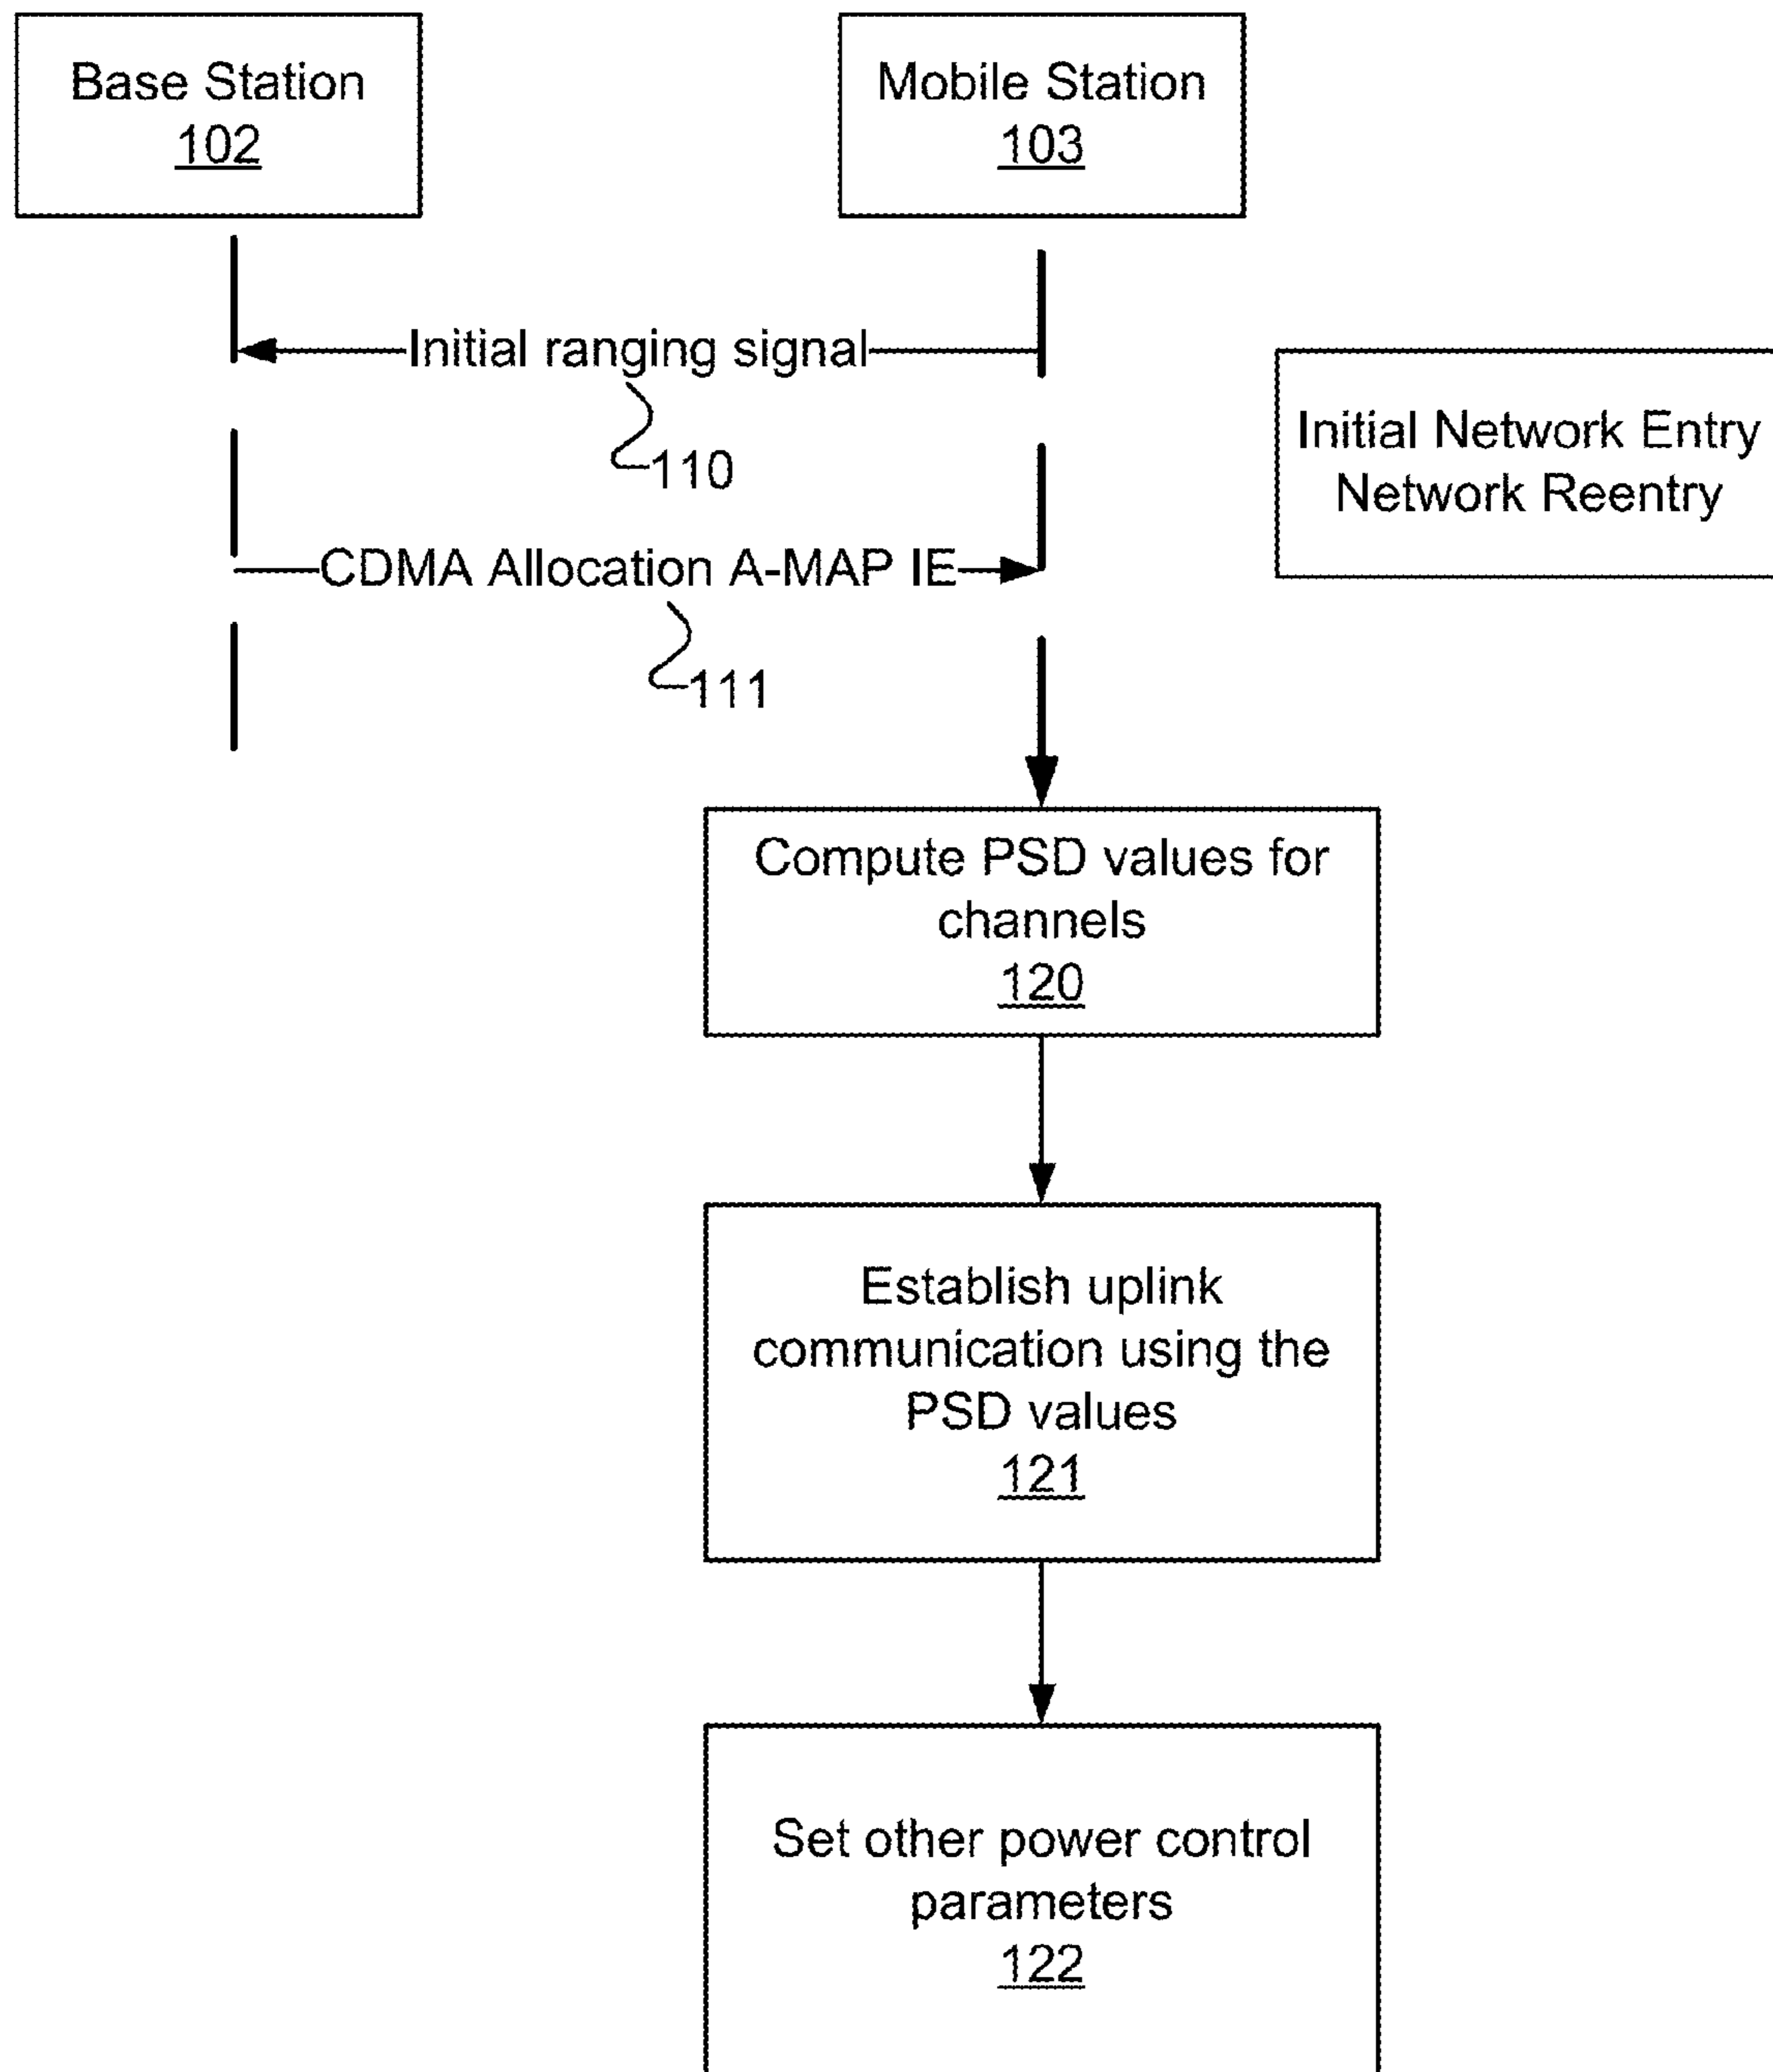 Base Station
102
Mobile Station
103
Initial ranging signal
110
Initial Network Entry
Network Reentry
CDMA Allocation A-MAP IE
111
Compute PSD values for
channels
120
Establish uplink
communication using the
PSD values
121
Set other power control
parameters
122